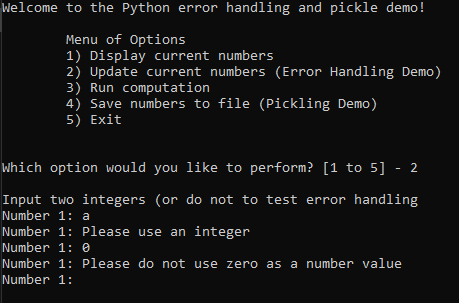 Welcome to the Python error handling and pickle demo!
Menu of Options
1) Display current numbers
2) Update current numbers (Error Handling Demo)
3) Run computation
4) Save numbers to file (Pickling Demo)
5) Exit
Which option would you like to perform? [1 to 5] - 2
Input two integers (or do not to test error handling
Number 1: a
Number 1: Please use an integer
Number 1: 0
Number 1: Please do not use zero as a number value
Number 1: